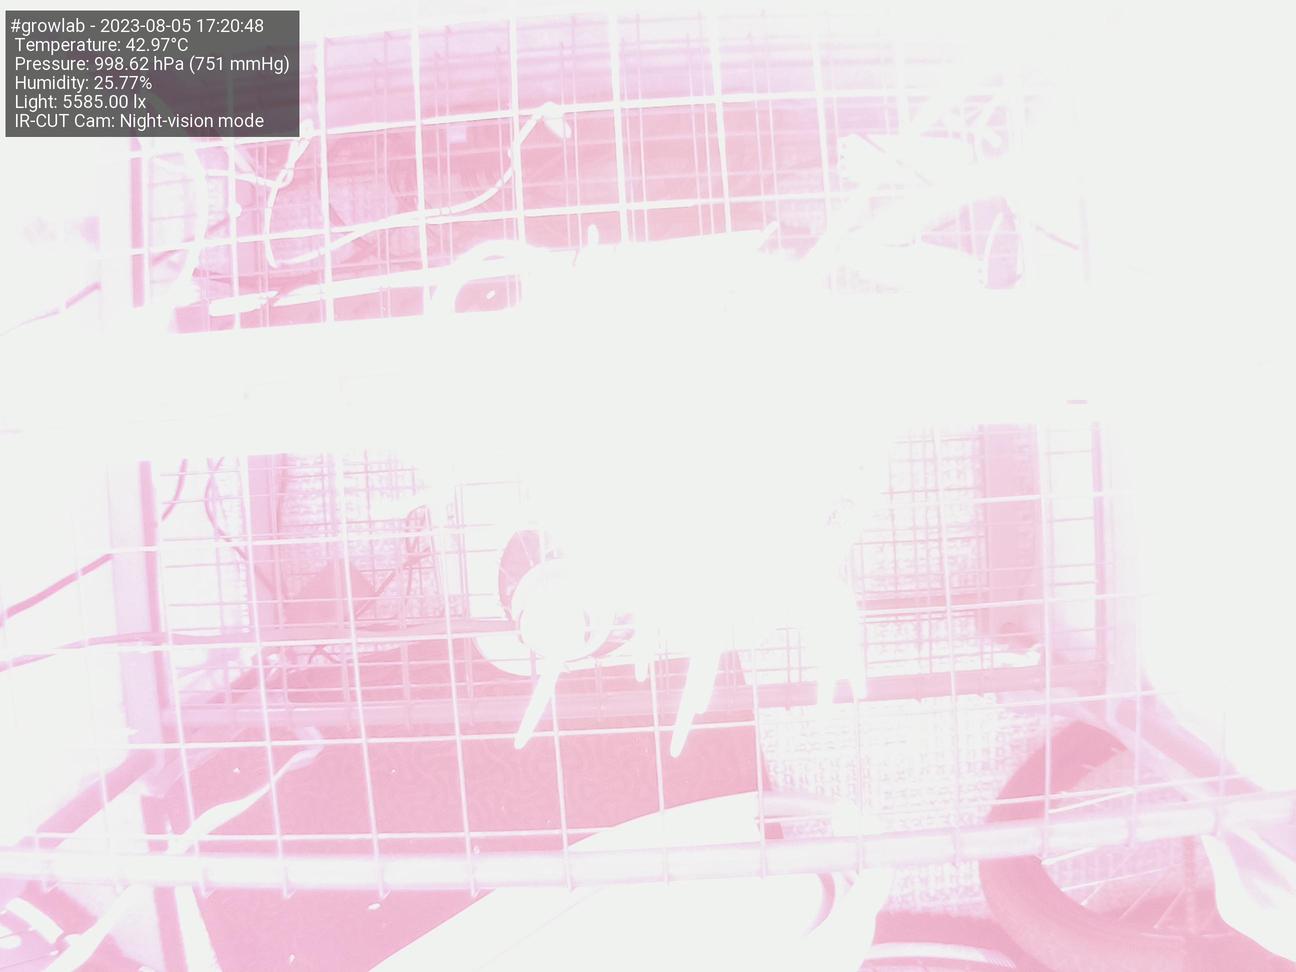 #growlab - 2023-08-05 17:20:48
Temperature: 42.97°C
Pressure: 998.62 hPa (751 mmHg)
Humidity: 25.77%
Light: 5585.00 lx
IR-CUT Cam: Night-vision mode